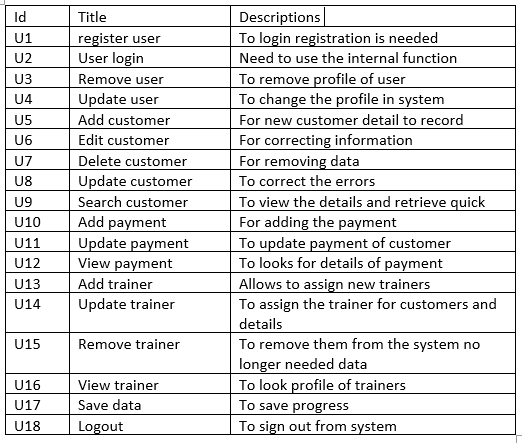 Id Title Descriptions
U1 register user To login registration is needed
U2 User login Need to use the internal function
U3 Remove user To remove profile of user
U4 Update user To change the profile in system
U5 Add customer For new customer detail to record
U6 Edit customer For correcting information
U7 Delete customer For removing data
U8 Update customer To correct the errors
U9 Search customer To view the details and retrieve quick
U10 Add payment For adding the payment
U11 Update payment To update payment of customer
U12 View payment To looks for details of payment
U13 Add trainer Allows to assign new trainers
U14 Update trainer To assign the trainer for customers and
details
U15 Remove trainer To remove them from the system no
longer needed data
U16 View trainer To look profile of trainers
U17 Save data To save progress
U18 Logout To sign out from system